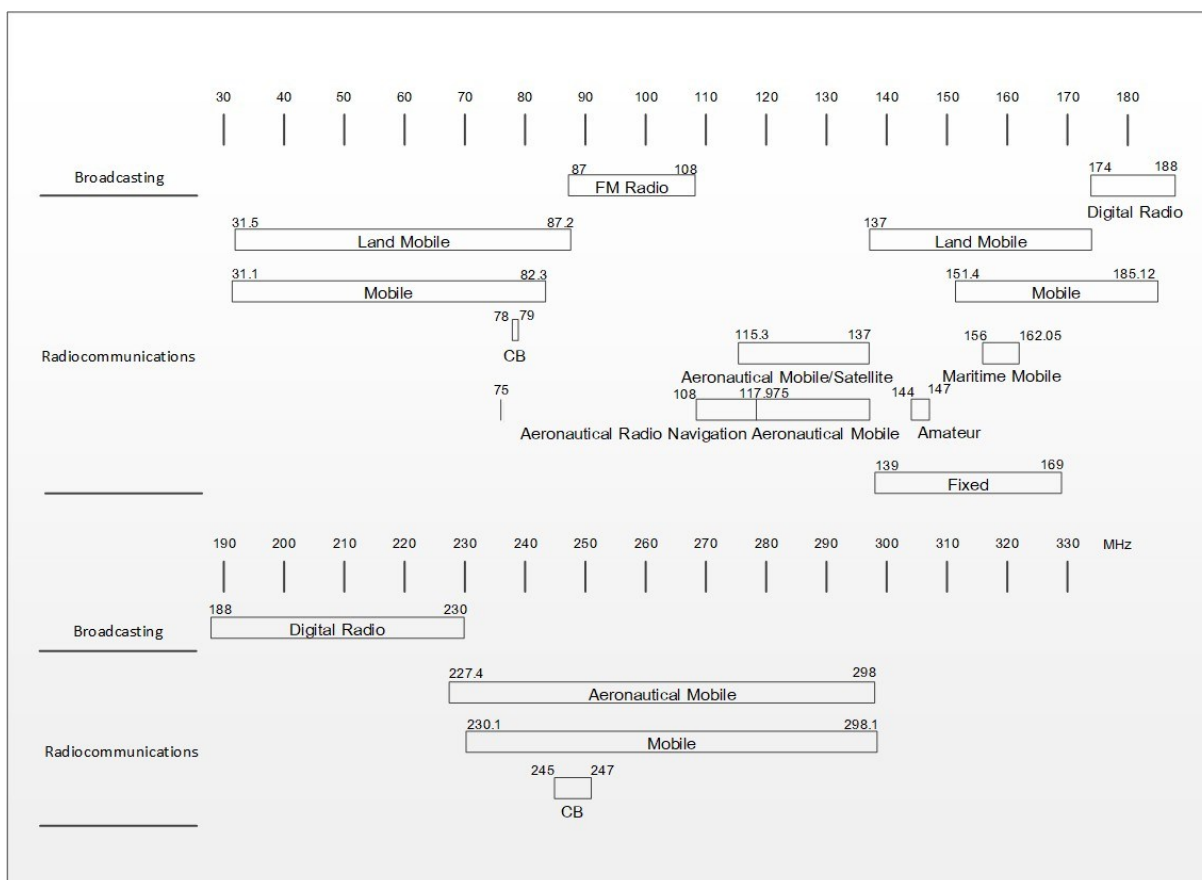 30 40 50 60 70 80 90 100 110 120 130 140 150 160 170 180
Broadcasting
87 108
FM Radio
174 188
Digital Radio
31.5 87.2
Land Mobile
137
Land Mobile
31.1 82.3
Mobile
151.4 185.12
Mobile
Radiocommunications
78 79
CB
115.3 137
Aeronautical Mobile/Satellite
156 162.05
Maritime Mobile
75
108 117.975
Aeronautical Radio Navigation Aeronautical Mobile
144 147
Amateur
139 169
Fixed
190 200 210 220 230 240 250 260 270 280 290 300 310 320 330 MHz
Broadcasting
188 230
Digital Radio
227.4 298
Aeronautical Mobile
Radiocommunications
230.1 298.1
Mobile
245 247
CB